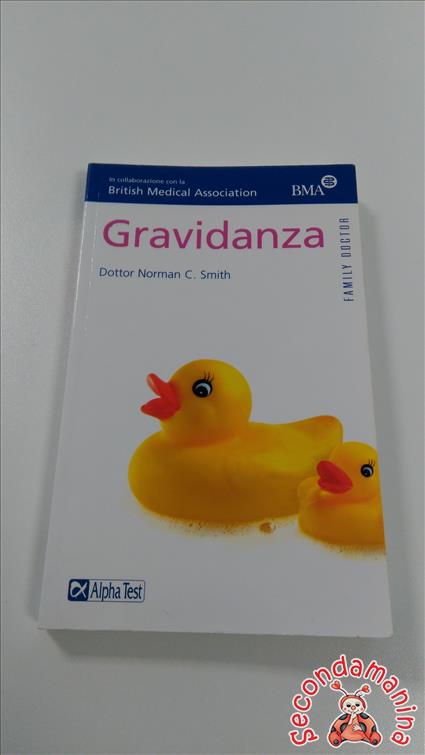 in collaborazione con la
British Medical Association
BMA
Gravidanza
Dottor Norman C. Smith
FAMILY DOCTOR
Alpha Test
Secondamanina